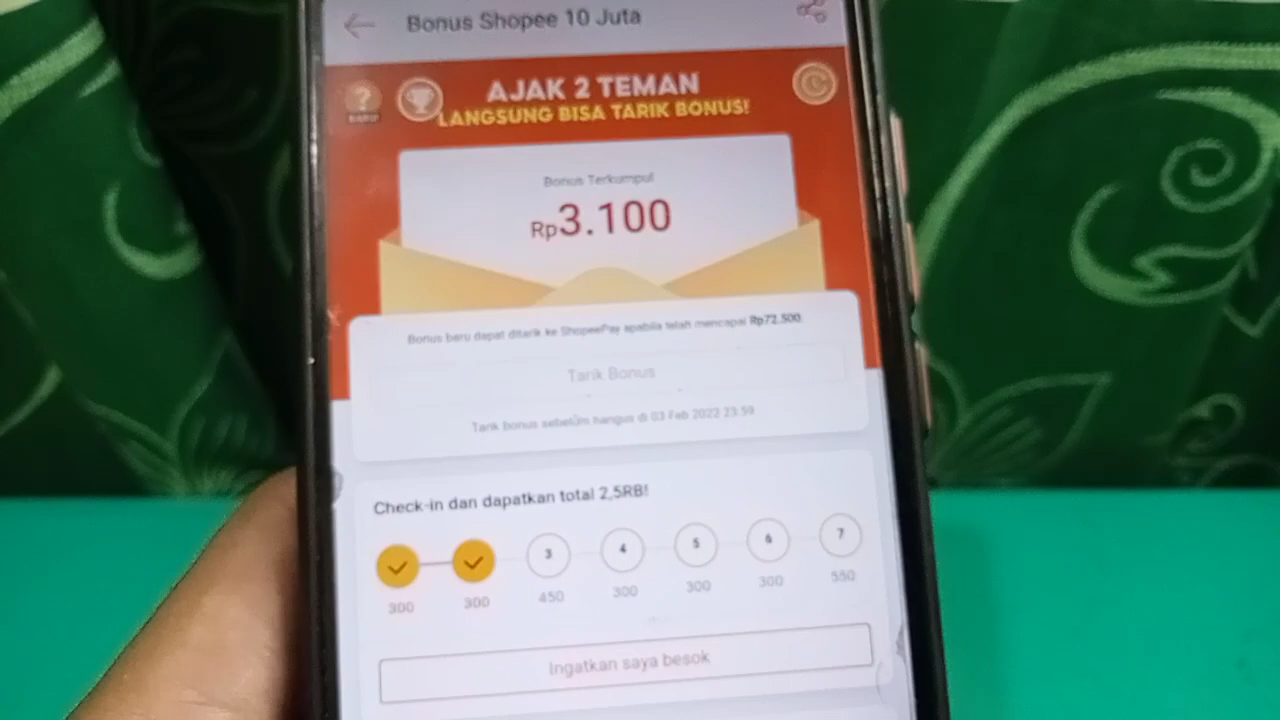 Bonus Shopee 10 Juta
AJAK 2 TEMAN
LANGSUNG BISA TARIK BONUS!
?
BARU
Bonus Terkumpul
Rp3.100
Bonus baru dapat ditarik ke ShopeePay apabila telah mencapai Rp72.500.
Tarik Bonus
Tarik bonus sebelum hangus di 03 Feb 2022 23:59
Check-in dan dapatkan total 2,5RB!
3 4 5 6 7
300 300 450 300 300 300 550
Ingatkan saya besok